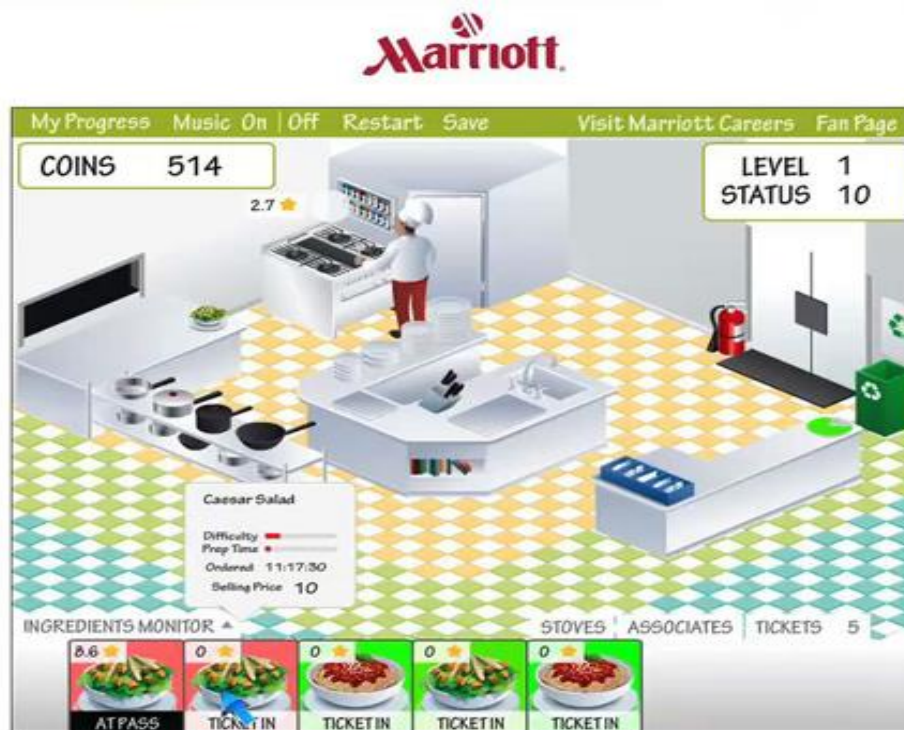 Marriott.
My Progress Music On | Off Restart Save Visit Marriott Careers Fan Page
COINS 514
LEVEL 1
STATUS 10
2.7
Caesar Salad
Difficulty
Prep Time
Ordered 11:17:30
Selling Price 10
INGREDIENTS MONITOR
STOVES | ASSOCIATES | TICKETS 5
8.6 0 0 0 0
AT PASS TICKET IN TICKET IN TICKET IN TICKET IN